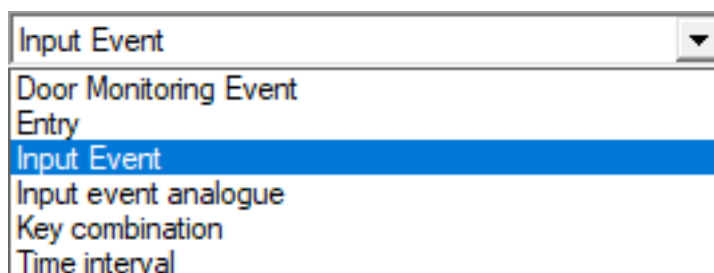 Input Event
Door Monitoring Event
Entry
Input Event
Input event analogue
Key combination
Time interval